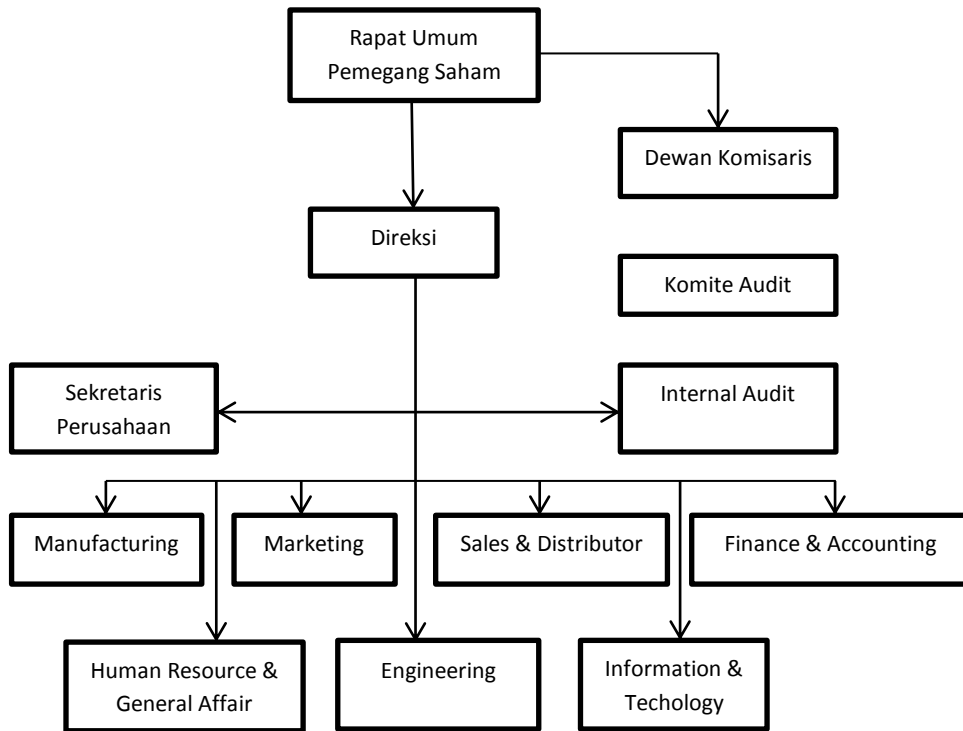 Rapat Umum
Pemegang Saham
Dewan Komisaris
Direksi
Komite Audit
Sekretaris
Perusahaan
Internal Audit
Manufacturing
Marketing
Sales & Distributor
Finance & Accounting
Human Resource &
General Affair
Engineering
Information &
Techology